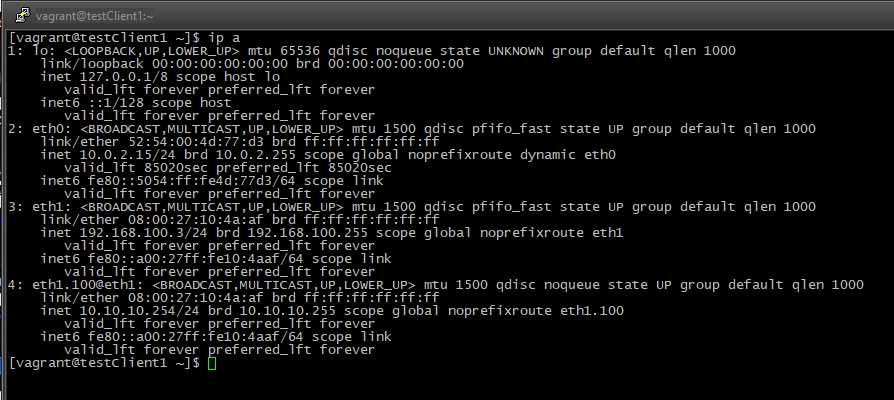 vagrant@testClient1:~
[vagrant@testClient1 ~]$ ip a
1: lo: <LOOPBACK,UP,LOWER_UP> mtu 65536 qdisc noqueue state UNKNOWN group default qlen 1000
    link/loopback 00:00:00:00:00:00 brd 00:00:00:00:00:00
    inet 127.0.0.1/8 scope host lo
       valid_lft forever preferred_lft forever
    inet6 ::1/128 scope host
       valid_lft forever preferred_lft forever
2: eth0: <BROADCAST,MULTICAST,UP,LOWER_UP> mtu 1500 qdisc pfifo_fast state UP group default qlen 1000
    link/ether 52:54:00:4d:77:d3 brd ff:ff:ff:ff:ff:ff
    inet 10.0.2.15/24 brd 10.0.2.255 scope global noprefixroute dynamic eth0
       valid_lft 85020sec preferred_lft 85020sec
    inet6 fe80::5054:ff:fe4d:77d3/64 scope link
       valid_lft forever preferred_lft forever
3: eth1: <BROADCAST,MULTICAST,UP,LOWER_UP> mtu 1500 qdisc pfifo_fast state UP group default qlen 1000
    link/ether 08:00:27:10:4a:af brd ff:ff:ff:ff:ff:ff
    inet 192.168.100.3/24 brd 192.168.100.255 scope global noprefixroute eth1
       valid_lft forever preferred_lft forever
    inet6 fe80::a00:27ff:fe10:4aaf/64 scope link
       valid_lft forever preferred_lft forever
4: eth1.100@eth1: <BROADCAST,MULTICAST,UP,LOWER_UP> mtu 1500 qdisc noqueue state UP group default qlen 1000
    link/ether 08:00:27:10:4a:af brd ff:ff:ff:ff:ff:ff
    inet 10.10.10.254/24 brd 10.10.10.255 scope global noprefixroute eth1.100
       valid_lft forever preferred_lft forever
    inet6 fe80::a00:27ff:fe10:4aaf/64 scope link
       valid_lft forever preferred_lft forever
[vagrant@testClient1 ~]$